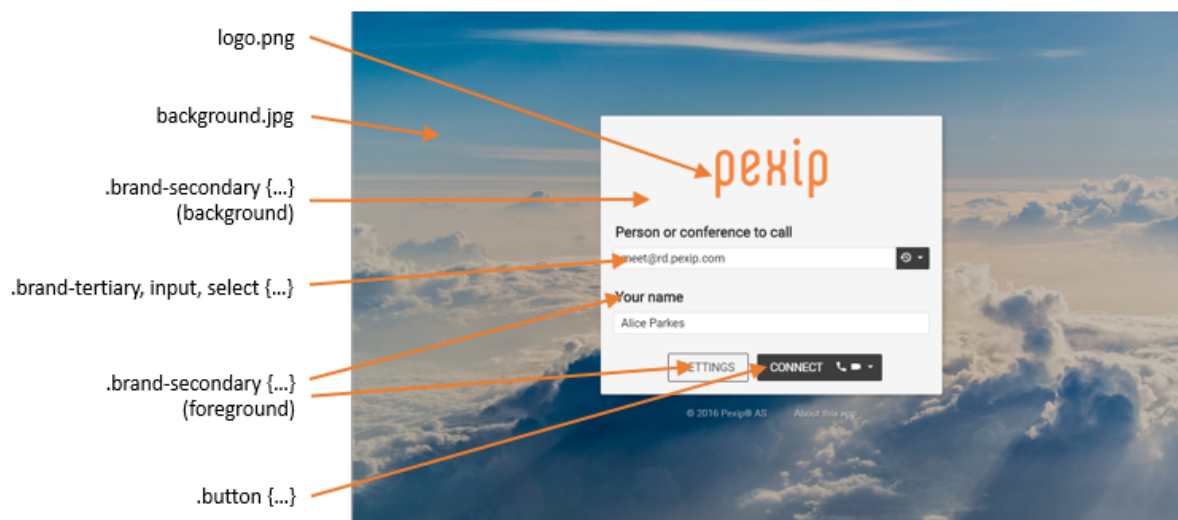 logo.png
background.jpg
.brand-secondary {...}
(background)
.brand-tertiary, input, select {...}
.brand-secondary {...}
(foreground)
.button {...}
pexip
Person or conference to call
meet@rd.pexip.com
Your name
Alice Parkes
SETTINGS
CONNECT
© 2016 Pexip® AS
About this app